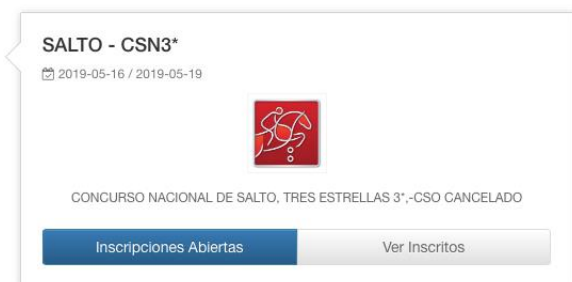 SALTO - CSN3*
2019-05-16 / 2019-05-19
CONCURSO NACIONAL DE SALTO, TRES ESTRELLAS 3*,-CSO CANCELADO
Inscripciones Abiertas
Ver Inscritos